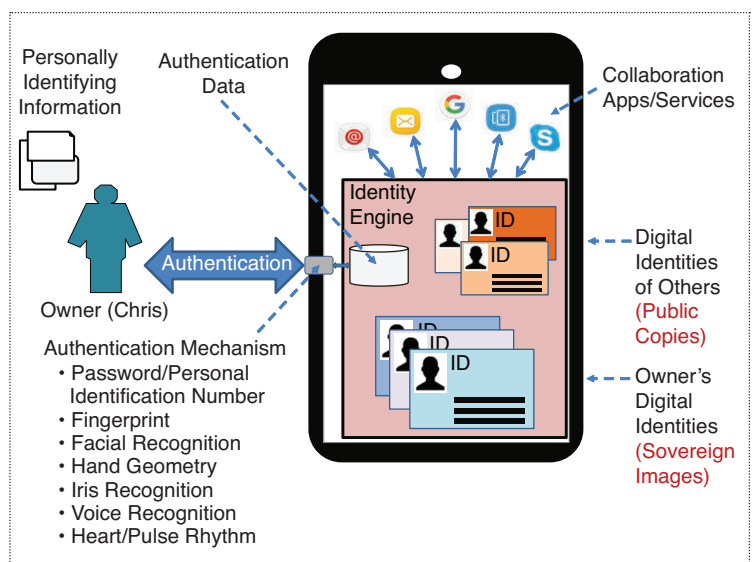 Personally
Identifying
Information
Authentication
Data
Collaboration
Apps/Services
@
G
S
Identity
Engine
ID
ID
Authentication
Owner (Chris)
Digital
Identities
of Others
(Public
Copies)
ID
ID
Owner's
Digital
Identities
(Sovereign
Images)
Authentication Mechanism
• Password/Personal
Identification Number
• Fingerprint
• Facial Recognition
• Hand Geometry
• Iris Recognition
• Voice Recognition
• Heart/Pulse Rhythm